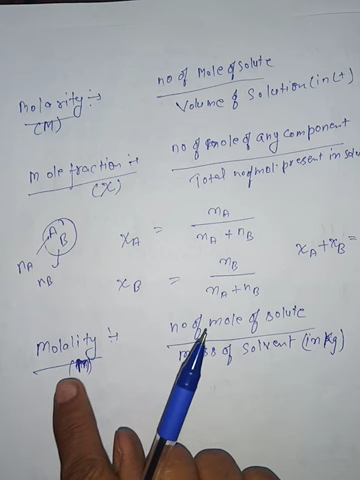 Molarity :- no of Mole of solute
(M) Volume of Solution (in Lt)
Mole fraction :- no of mole of any component
(X) Total no of mol. present in solu
A B
nA
nB
xA = nA / nA + nB
xA + xB =
xB = nB / nA + nB
Molality :- no of mole of solute
(m) mass of solvent (in kg)